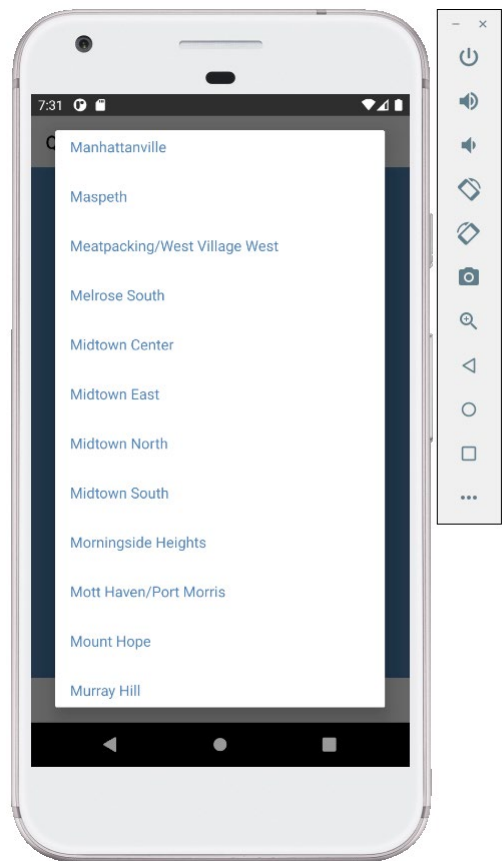 7:31
Manhattanville
Maspeth
Meatpacking/West Village West
Melrose South
Midtown Center
Midtown East
Midtown North
Midtown South
Morningside Heights
Mott Haven/Port Morris
Mount Hope
Murray Hill